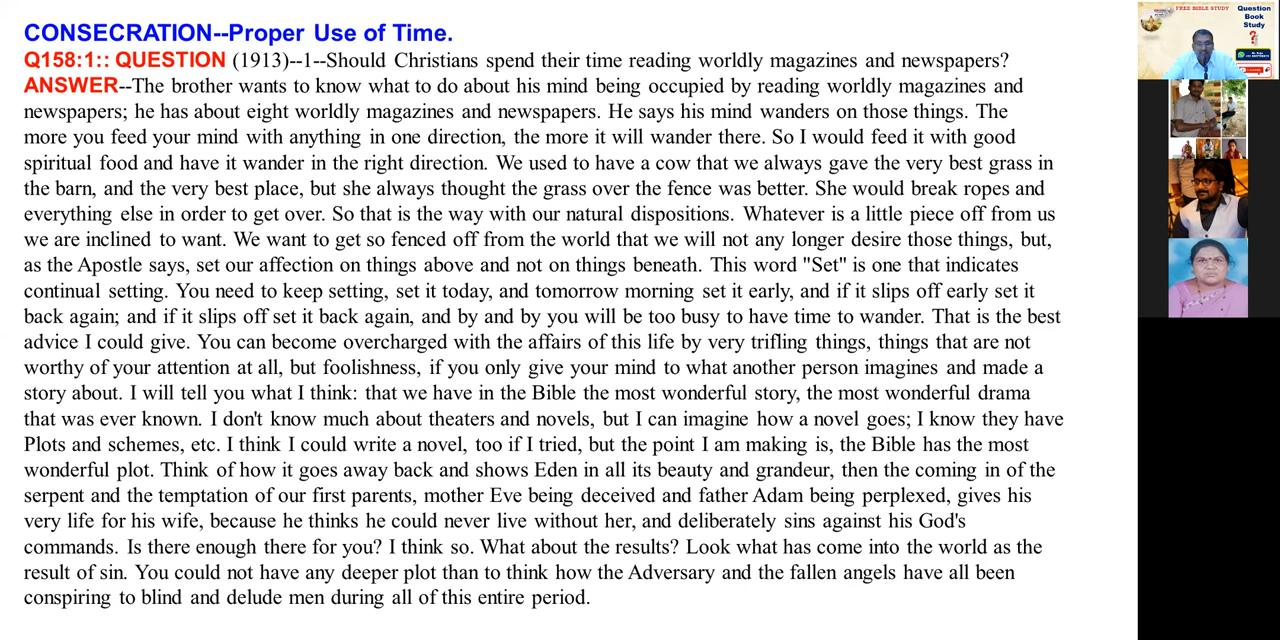 CONSECRATION--Proper Use of Time.
Q158:1:: QUESTION (1913)--1--Should Christians spend their time reading worldly magazines and newspapers?
ANSWER--The brother wants to know what to do about his mind being occupied by reading worldly magazines and
newspapers; he has about eight worldly magazines and newspapers. He says his mind wanders on those things. The
more you feed your mind with anything in one direction, the more it will wander there. So I would feed it with good
spiritual food and have it wander in the right direction. We used to have a cow that we always gave the very best grass in
the barn, and the very best place, but she always thought the grass over the fence was better. She would break ropes and
everything else in order to get over. So that is the way with our natural dispositions. Whatever is a little piece off from us
we are inclined to want. We want to get so fenced off from the world that we will not any longer desire those things, but,
as the Apostle says, set our affection on things above and not on things beneath. This word "Set" is one that indicates
continual setting. You need to keep setting, set it today, and tomorrow morning set it early, and if it slips off early set it
back again; and if it slips off set it back again, and by and by you will be too busy to have time to wander. That is the best
advice I could give. You can become overcharged with the affairs of this life by very trifling things, things that are not
worthy of your attention at all, but foolishness, if you only give your mind to what another person imagines and made a
story about. I will tell you what I think: that we have in the Bible the most wonderful story, the most wonderful drama
that was ever known. I don't know much about theaters and novels, but I can imagine how a novel goes; I know they have
Plots and schemes, etc. I think I could write a novel, too if I tried, but the point I am making is, the Bible has the most
wonderful plot. Think of how it goes away back and shows Eden in all its beauty and grandeur, then the coming in of the
serpent and the temptation of our first parents, mother Eve being deceived and father Adam being perplexed, gives his
very life for his wife, because he thinks he could never live without her, and deliberately sins against his God's
commands. Is there enough there for you? I think so. What about the results? Look what has come into the world as the
result of sin. You could not have any deeper plot than to think how the Adversary and the fallen angels have all been
conspiring to blind and delude men during all of this entire period.
FREE BIBLE STUDY
Question
Book
Study